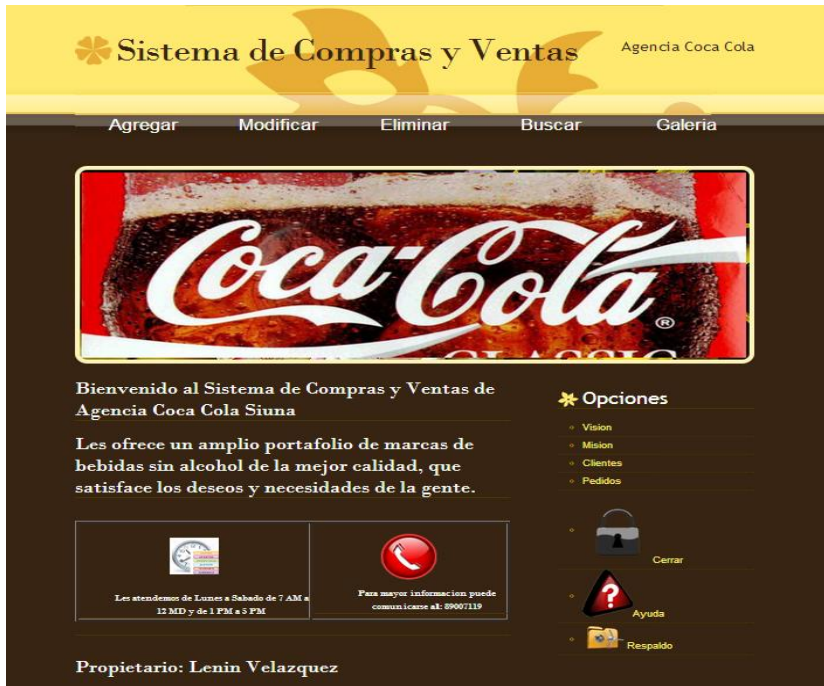 Sistema de Compras y Ventas
Agencia Coca Cola
Agregar Modificar Eliminar Buscar Galeria
Coca-Cola ®
CLASSIC
Bienvenido al Sistema de Compras y Ventas de
Agencia Coca Cola Siuna
Les ofrece un amplio portafolio de marcas de
bebidas sin alcohol de la mejor calidad, que
satisface los deseos y necesidades de la gente.
Les atendemos de Lunes a Sabado de 7 AM a
12 MD y de 1 PM a 5 PM
Para mayor informacion puede
comunicarse all: 89007119
Propietario: Lenin Velazquez
Opciones
Vision
Mision
Clientes
Pedidos
Cerrar
?
Ayuda
Respaldo